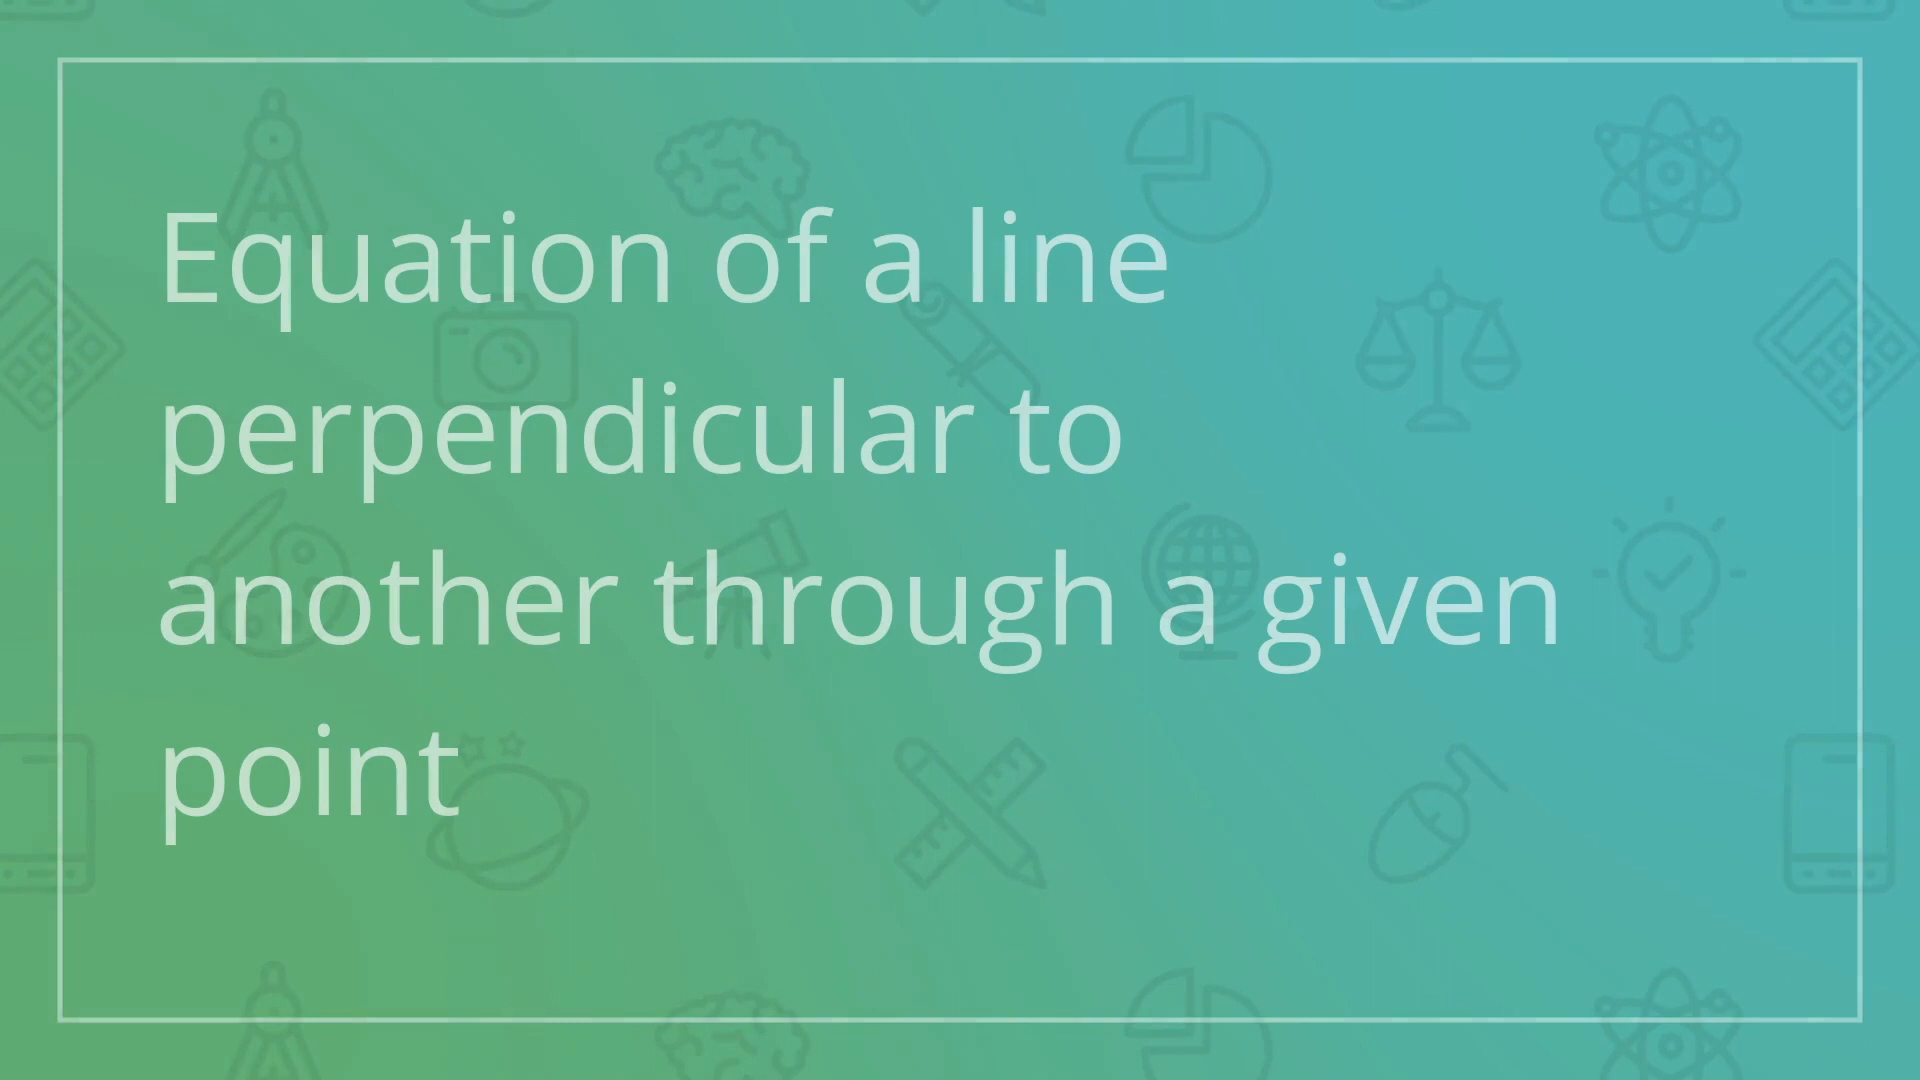 Equation of a line
perpendicular to
another through a given
point